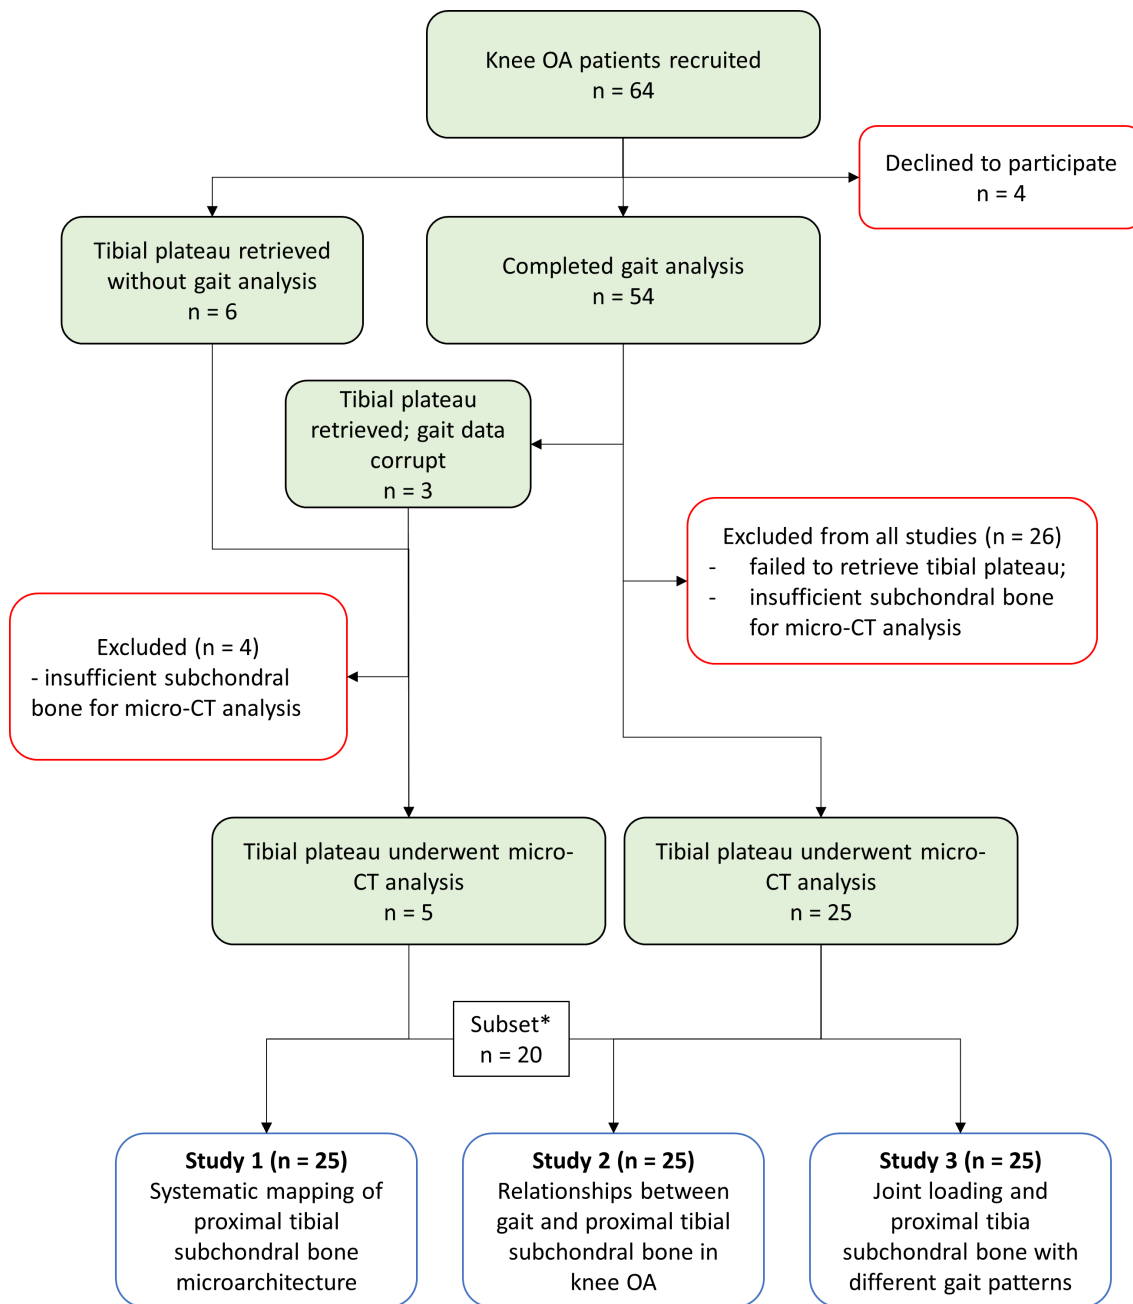 Knee OA patients recruited
n = 64
Declined to participate
n = 4
Tibial plateau retrieved
without gait analysis
n = 6
Completed gait analysis
n = 54
Tibial plateau
retrieved; gait data
corrupt
n = 3
Excluded from all studies (n = 26)
- failed to retrieve tibial plateau;
- insufficient subchondral bone
for micro-CT analysis
Excluded (n = 4)
- insufficient subchondral
bone for micro-CT analysis
Tibial plateau underwent micro-
CT analysis
n = 5
Tibial plateau underwent micro-
CT analysis
n = 25
Subset*
n = 20
Study 1 (n = 25)
Systematic mapping of
proximal tibial
subchondral bone
microarchitecture
Study 2 (n = 25)
Relationships between
gait and proximal tibial
subchondral bone in
knee OA
Study 3 (n = 25)
Joint loading and
proximal tibia
subchondral bone with
different gait patterns